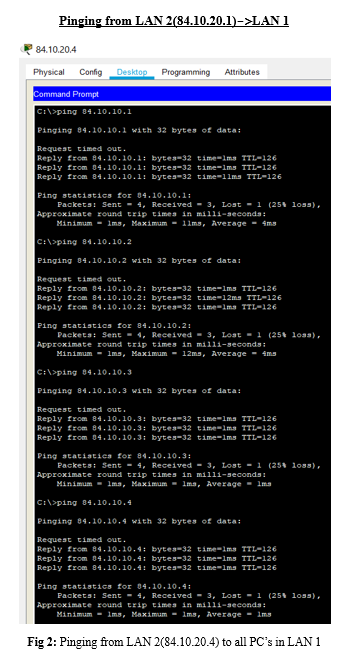 Pinging from LAN 2(84.10.20.1)–>LAN 1
84.10.20.4
Physical Config Desktop Programming Attributes
Command Prompt
C:\>ping 84.10.10.1
Pinging 84.10.10.1 with 32 bytes of data:
Request timed out.
Reply from 84.10.10.1: bytes=32 time=1ms TTL=126
Reply from 84.10.10.1: bytes=32 time=1ms TTL=126
Reply from 84.10.10.1: bytes=32 time=11ms TTL=126
Ping statistics for 84.10.10.1:
Packets: Sent = 4, Received = 3, Lost = 1 (25% loss),
Approximate round trip times in milli-seconds:
Minimum = 1ms, Maximum = 11ms, Average = 4ms
C:\>ping 84.10.10.2
Pinging 84.10.10.2 with 32 bytes of data:
Request timed out.
Reply from 84.10.10.2: bytes=32 time=1ms TTL=126
Reply from 84.10.10.2: bytes=32 time=12ms TTL=126
Reply from 84.10.10.2: bytes=32 time=1ms TTL=126
Ping statistics for 84.10.10.2:
Packets: Sent = 4, Received = 3, Lost = 1 (25% loss),
Approximate round trip times in milli-seconds:
Minimum = 1ms, Maximum = 12ms, Average = 4ms
C:\>ping 84.10.10.3
Pinging 84.10.10.3 with 32 bytes of data:
Request timed out.
Reply from 84.10.10.3: bytes=32 time=1ms TTL=126
Reply from 84.10.10.3: bytes=32 time=1ms TTL=126
Reply from 84.10.10.3: bytes=32 time=1ms TTL=126
Ping statistics for 84.10.10.3:
Packets: Sent = 4, Received = 3, Lost = 1 (25% loss),
Approximate round trip times in milli-seconds:
Minimum = 1ms, Maximum = 1ms, Average = 1ms
C:\>ping 84.10.10.4
Pinging 84.10.10.4 with 32 bytes of data:
Request timed out.
Reply from 84.10.10.4: bytes=32 time=1ms TTL=126
Reply from 84.10.10.4: bytes=32 time=1ms TTL=126
Reply from 84.10.10.4: bytes=32 time=1ms TTL=126
Ping statistics for 84.10.10.4:
Packets: Sent = 4, Received = 3, Lost = 1 (25% loss),
Approximate round trip times in milli-seconds:
Minimum = 1ms, Maximum = 1ms, Average = 1ms
Fig 2: Pinging from LAN 2(84.10.20.4) to all PC’s in LAN 1